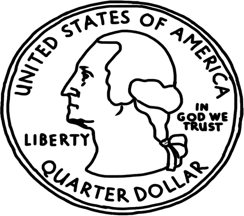 UNITED STATES OF AMERICA
LIBERTY
IN
GOD WE
TRUST
QUARTER DOLLAR